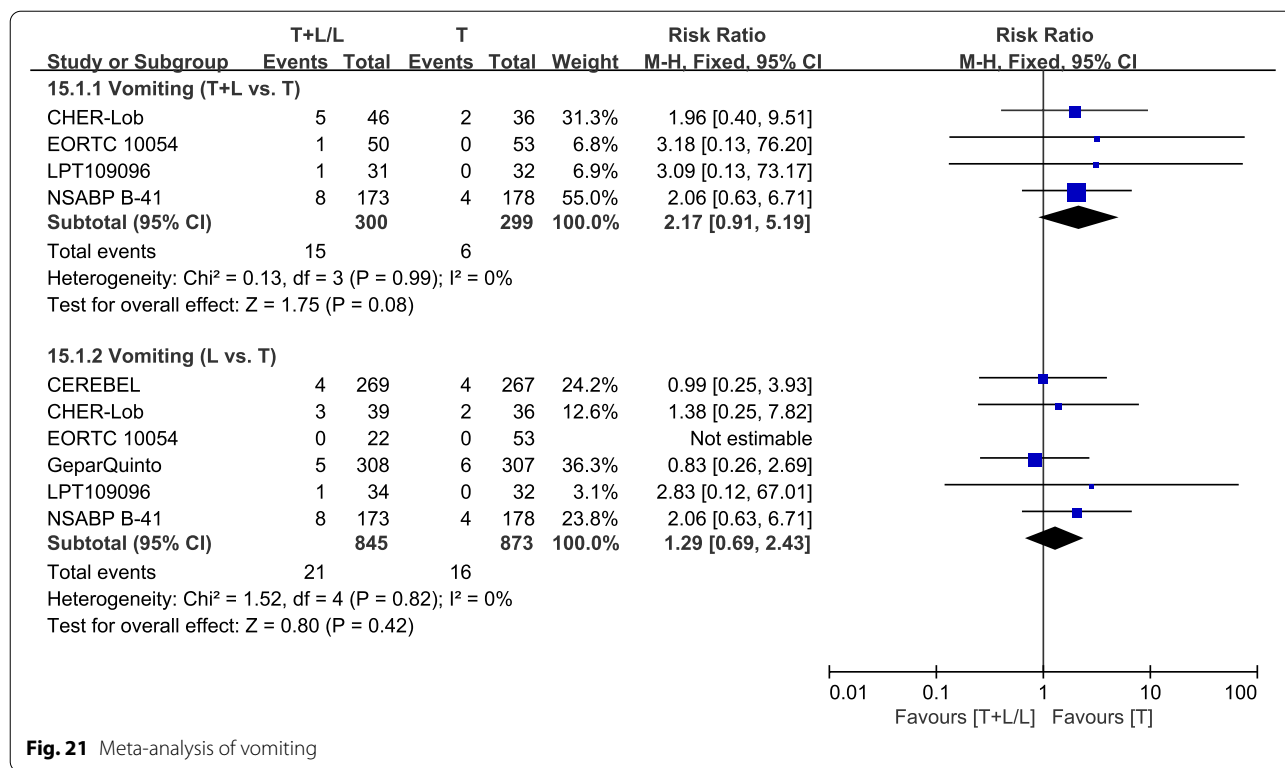 T+L/L T Risk Ratio Risk Ratio
Study or Subgroup Events Total Events Total Weight M-H, Fixed, 95% CI M-H, Fixed, 95% CI
15.1.1 Vomiting (T+L vs. T)
CHER-Lob 5 46 2 36 31.3% 1.96 [0.40, 9.51]
EORTC 10054 1 50 0 53 6.8% 3.18 [0.13, 76.20]
LPT109096 1 31 0 32 6.9% 3.09 [0.13, 73.17]
NSABP B-41 8 173 4 178 55.0% 2.06 [0.63, 6.71]
Subtotal (95% CI) 300 299 100.0% 2.17 [0.91, 5.19]
Total events 15 6
Heterogeneity: Chi² = 0.13, df = 3 (P = 0.99); I² = 0%
Test for overall effect: Z = 1.75 (P = 0.08)
15.1.2 Vomiting (L vs. T)
CEREBEL 4 269 4 267 24.2% 0.99 [0.25, 3.93]
CHER-Lob 3 39 2 36 12.6% 1.38 [0.25, 7.82]
EORTC 10054 0 22 0 53 Not estimable
GeparQuinto 5 308 6 307 36.3% 0.83 [0.26, 2.69]
LPT109096 1 34 0 32 3.1% 2.83 [0.12, 67.01]
NSABP B-41 8 173 4 178 23.8% 2.06 [0.63, 6.71]
Subtotal (95% CI) 845 873 100.0% 1.29 [0.69, 2.43]
Total events 21 16
Heterogeneity: Chi² = 1.52, df = 4 (P = 0.82); I² = 0%
Test for overall effect: Z = 0.80 (P = 0.42)
0.01 0.1 1 10 100
Favours [T+L/L] Favours [T]
Fig. 21 Meta-analysis of vomiting